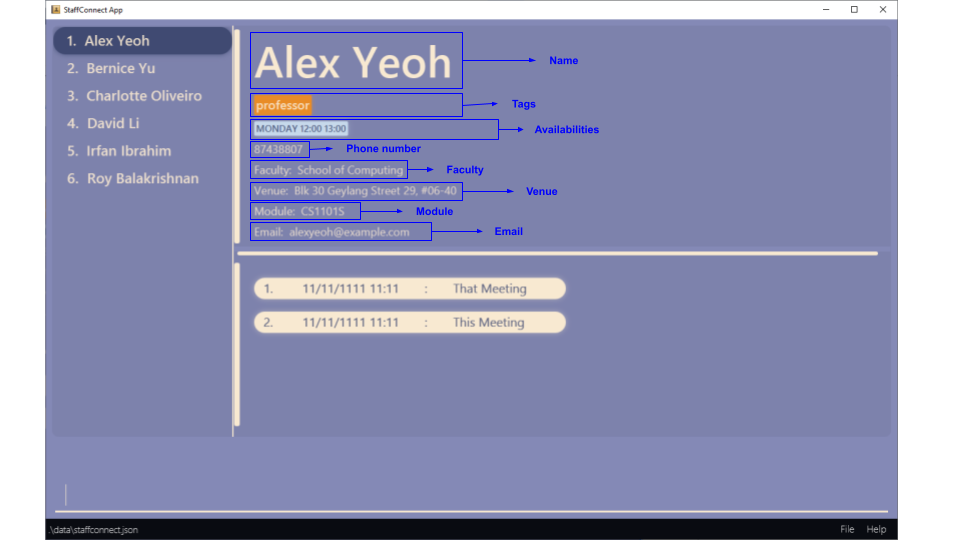 StaffConnect App
1. Alex Yeoh
2. Bernice Yu
3. Charlotte Oliveiro
4. David Li
5. Irfan Ibrahim
6. Roy Balakrishnan
Alex Yeoh
Name
professor
Tags
MONDAY 12:00 13:00
Availabilities
87438807
Phone number
Faculty: School of Computing
Faculty
Venue: Blk 30 Geylang Street 29, #06-40
Venue
Module: CS1101S
Module
Email: alexyeoh@example.com
Email
1. 11/11/1111 11:11 : That Meeting
2. 11/11/1111 11:11 : This Meeting
.\data\staffconnect.json
File Help